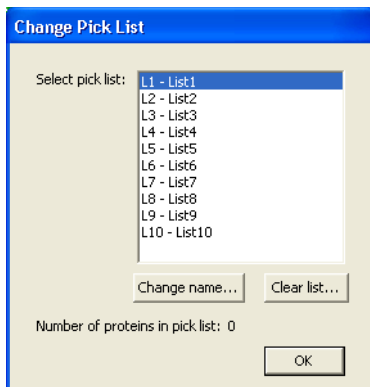 Change Pick List
Select pick list:
L1 - List1
L2 - List2
L3 - List3
L4 - List4
L5 - List5
L6 - List6
L7 - List7
L8 - List8
L9 - List9
L10 - List10
Change name...
Clear list...
Number of proteins in pick list: 0
OK